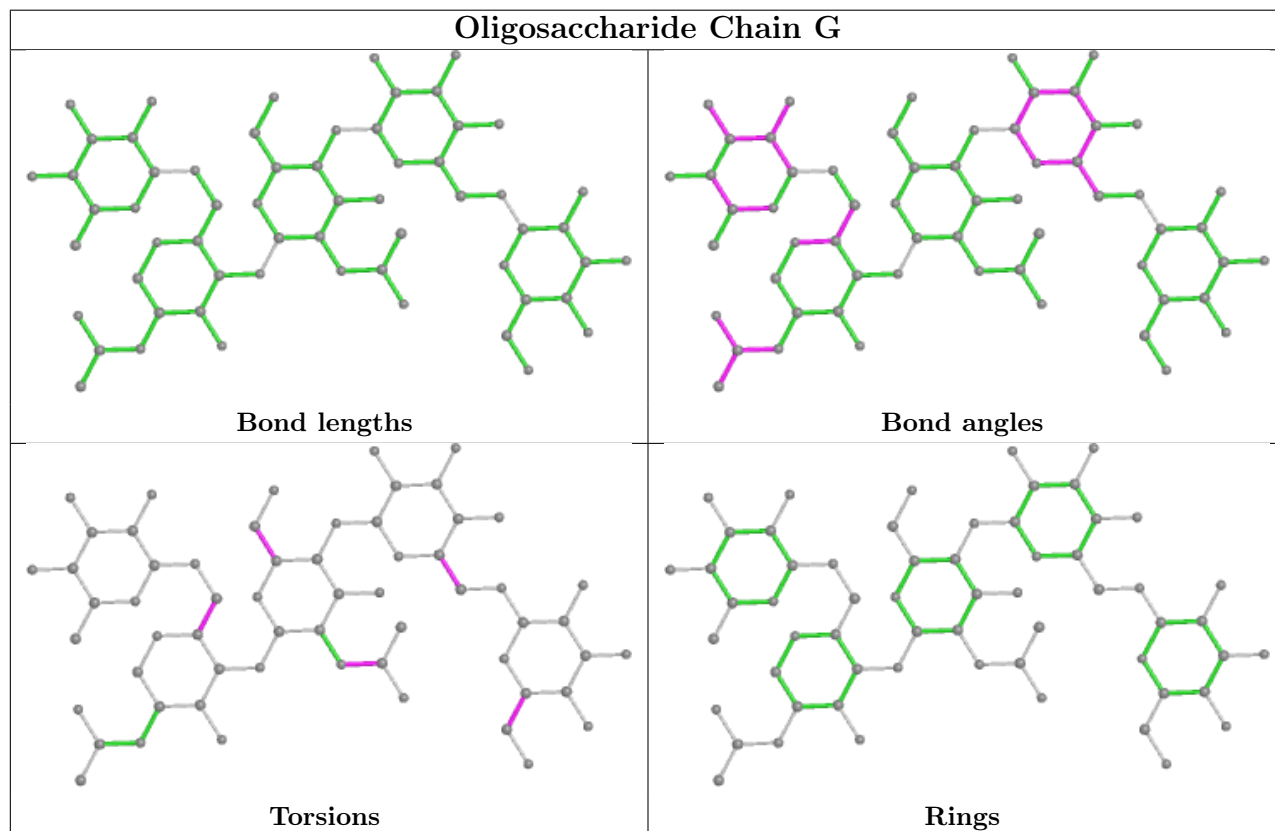 Oligosaccharide Chain G
Bond lengths
Bond angles
Torsions
Rings